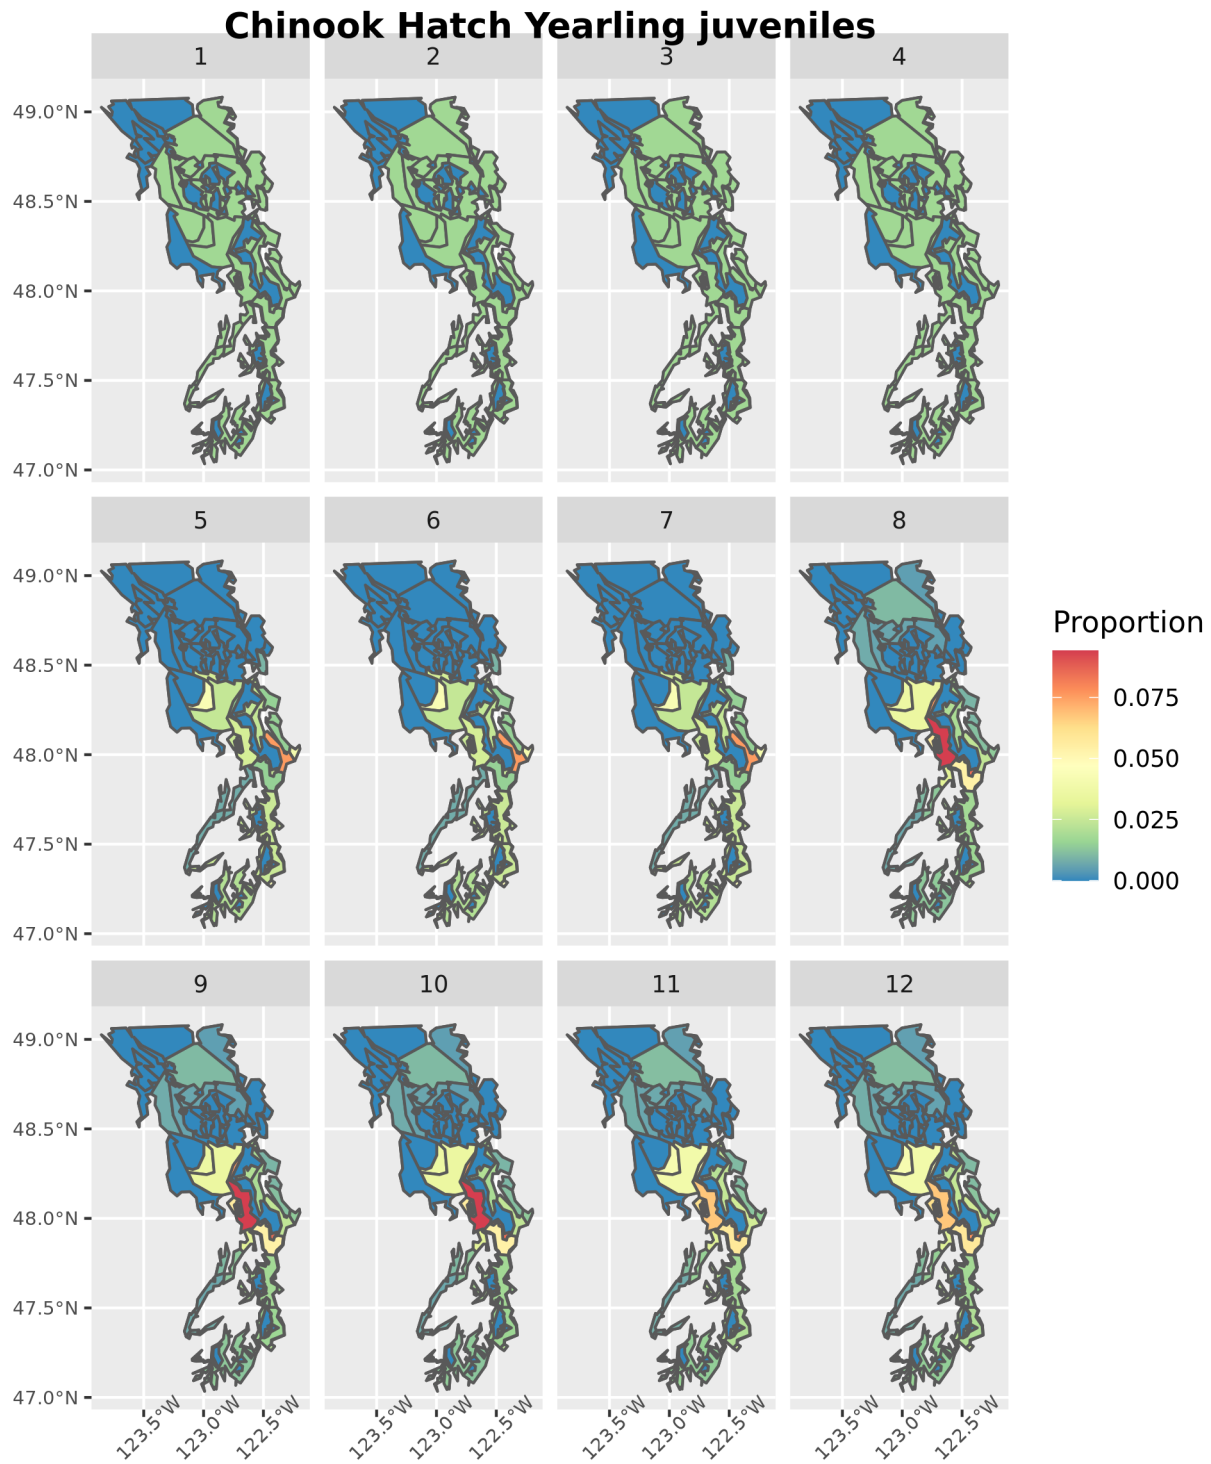 Chinook Hatch Yearling juveniles
1 2 3 4
49.0°N
48.5°N
48.0°N
47.5°N
47.0°N
5 6 7 8
49.0°N
48.5°N
48.0°N
47.5°N
47.0°N
Proportion
0.075
0.050
0.025
0.000
9 10 11 12
49.0°N
48.5°N
48.0°N
47.5°N
47.0°N
123.5°W 123.0°W 122.5°W 123.5°W 123.0°W 122.5°W 123.5°W 123.0°W 122.5°W 123.5°W 123.0°W 122.5°W